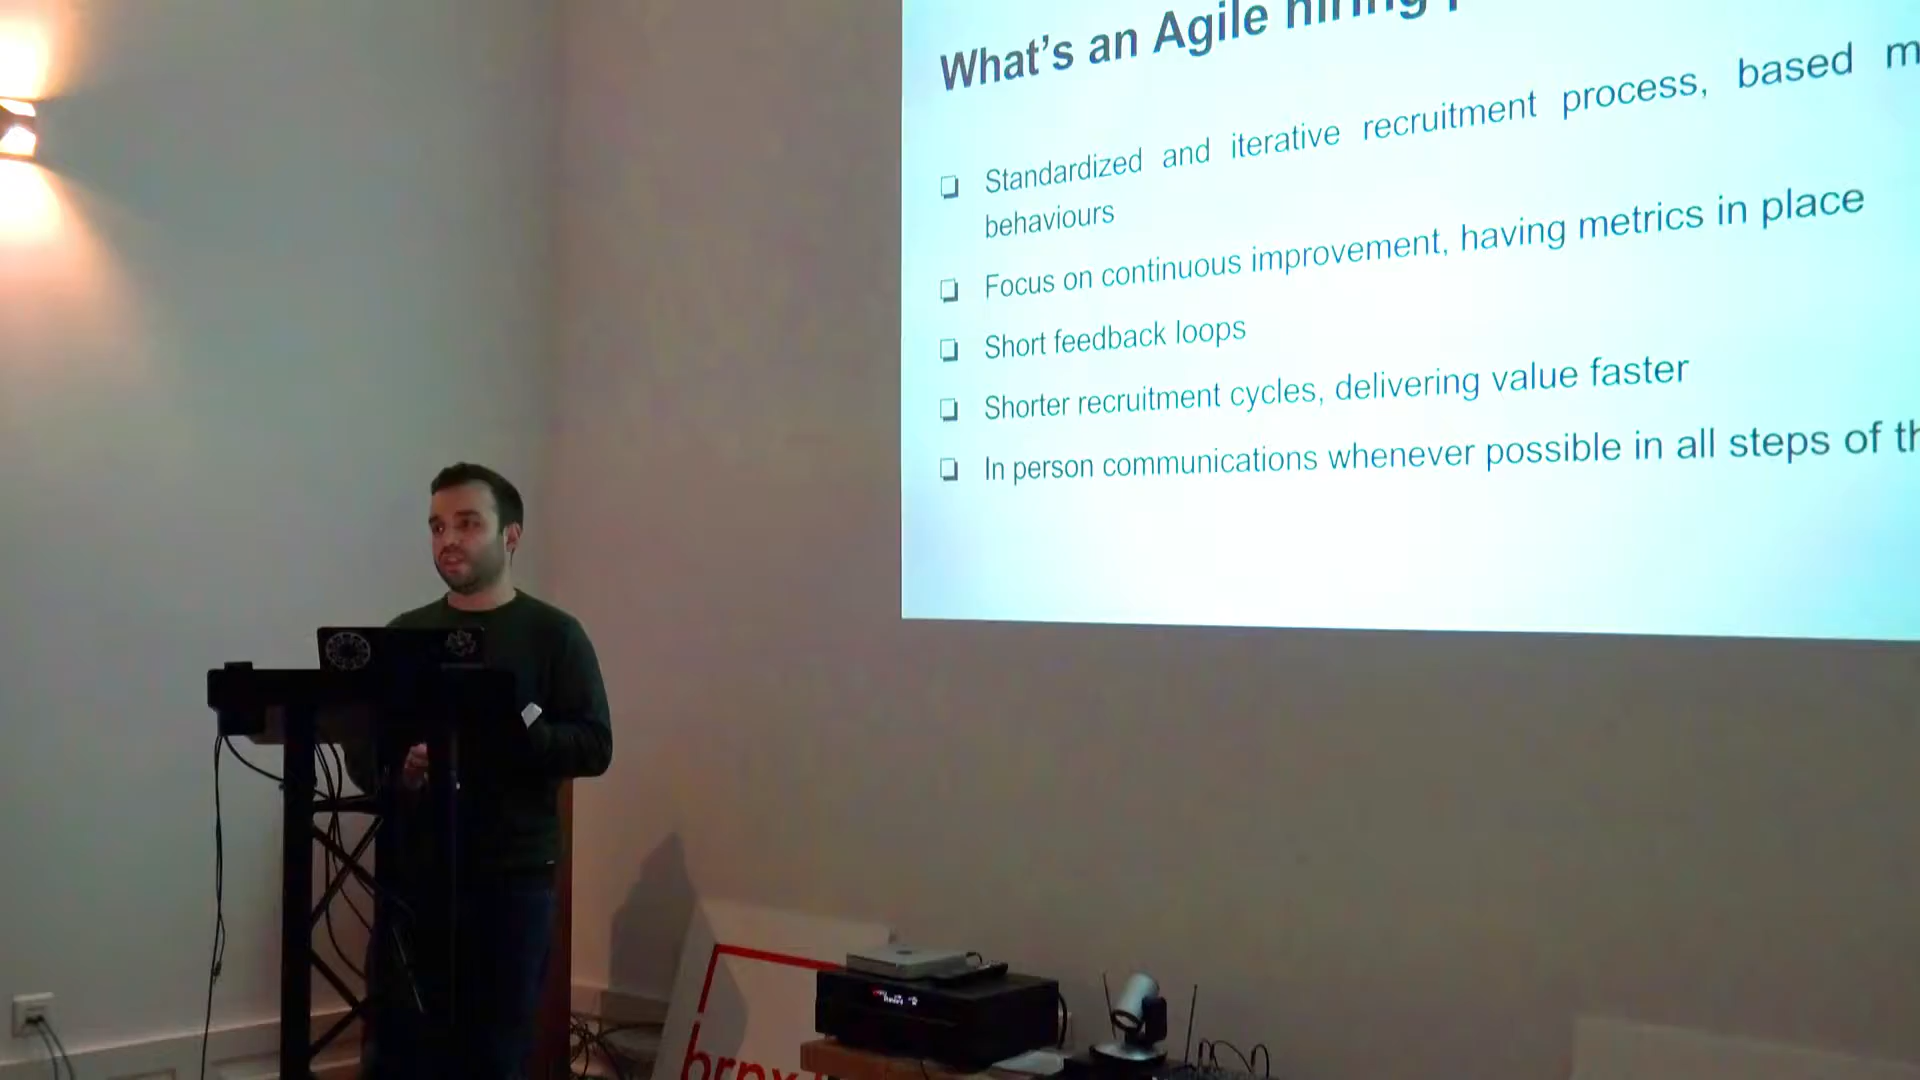 What's an Agile hiring
Standardized and iterative recruitment process, based
behaviours
Focus on continuous improvement, having metrics in place
Short feedback loops
Shorter recruitment cycles, delivering value faster
In person communications whenever possible in all steps of